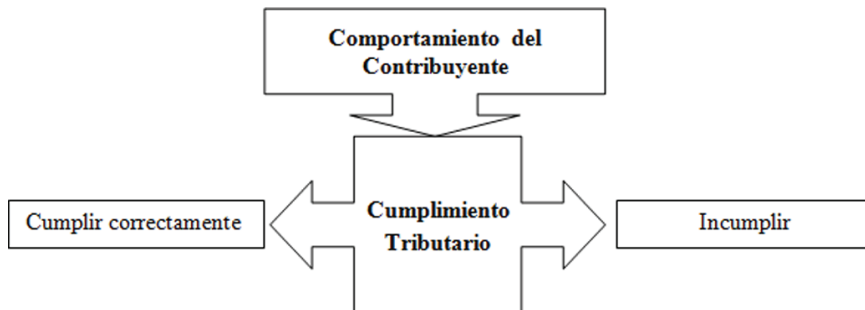 Comportamiento del
Contribuyente
Cumplir correctamente
Cumplimiento
Tributario
Incumplir